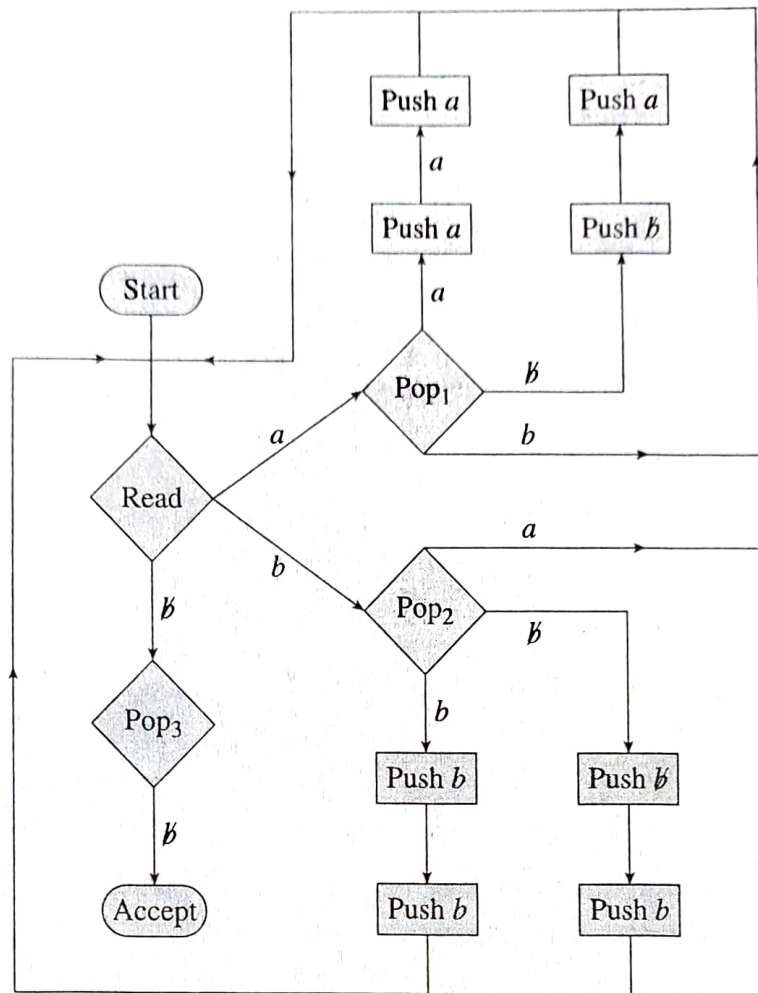 Push a Push a
a
Push a Push ƀ
Start
a
Pop₁ ƀ
a b
Read
a
b
Pop₂ ƀ
ƀ
b
Pop₃
Push b Push ƀ
ƀ
Accept Push b Push b